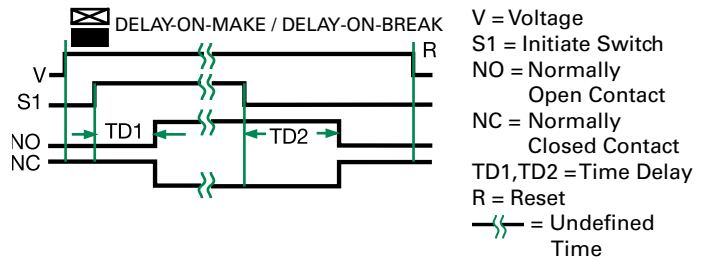 DELAY-ON-MAKE / DELAY-ON-BREAK
R
V
S1
TD1
TD2
NO
NC
V = Voltage
S1 = Initiate Switch
NO = Normally
Open Contact
NC = Normally
Closed Contact
TD1,TD2 = Time Delay
R = Reset
= Undefined
Time